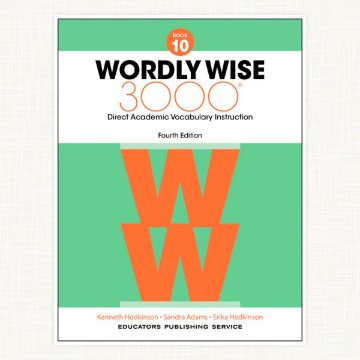 BOOK
10
WORDLY WISE
3000®
Direct Academic Vocabulary Instruction
Fourth Edition
W
W
Kenneth Hodkinson • Sandra Adams • Erika Hodkinson
EDUCATORS PUBLISHING SERVICE